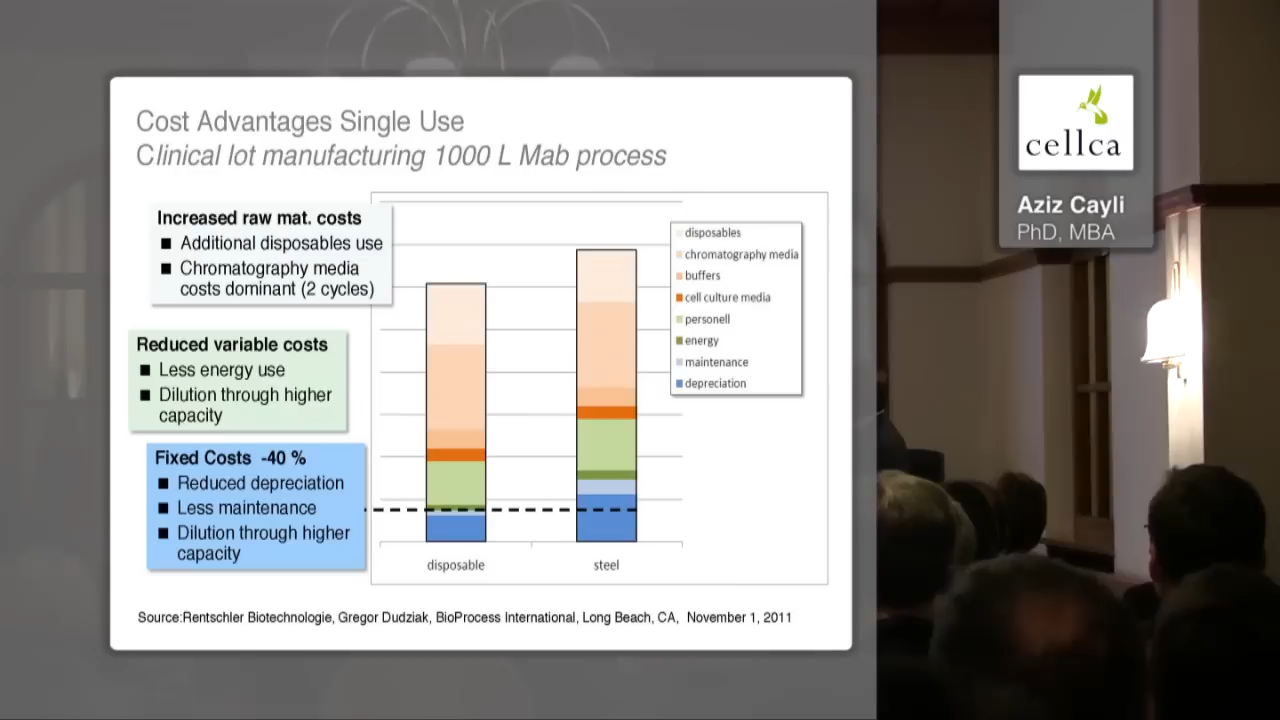 Cost Advantages Single Use
Clinical lot manufacturing 1000 L Mab process
Increased raw mat. costs
■ Additional disposables use
■ Chromatography media
costs dominant (2 cycles)
Reduced variable costs
■ Less energy use
■ Dilution through higher
capacity
Fixed Costs -40 %
■ Reduced depreciation
■ Less maintenance
■ Dilution through higher
capacity
disposables
chromatography media
buffers
cell culture media
personell
energy
maintenance
depreciation
disposable
steel
Source:Rentschler Biotechnologie, Gregor Dudziak, BioProcess International, Long Beach, CA, November 1, 2011
cellca
Aziz Cayli
PhD, MBA